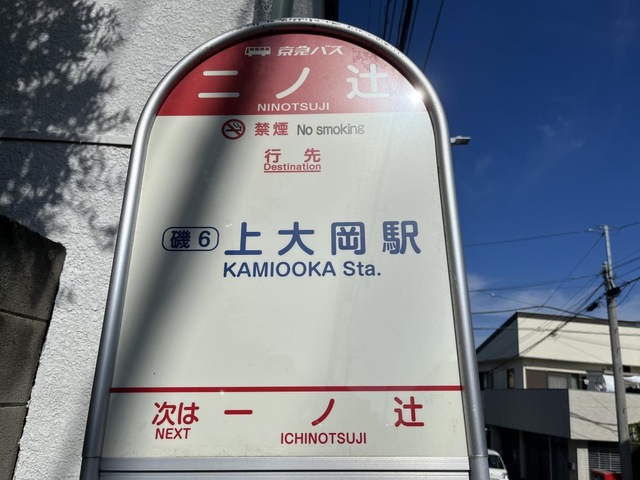 京急バス
二ノ辻
NINOTSUJI
禁煙 No smoking
行先
Destination
磯6 上大岡駅
KAMIOOKA Sta.
次は 一ノ辻
NEXT ICHINOTSUJI